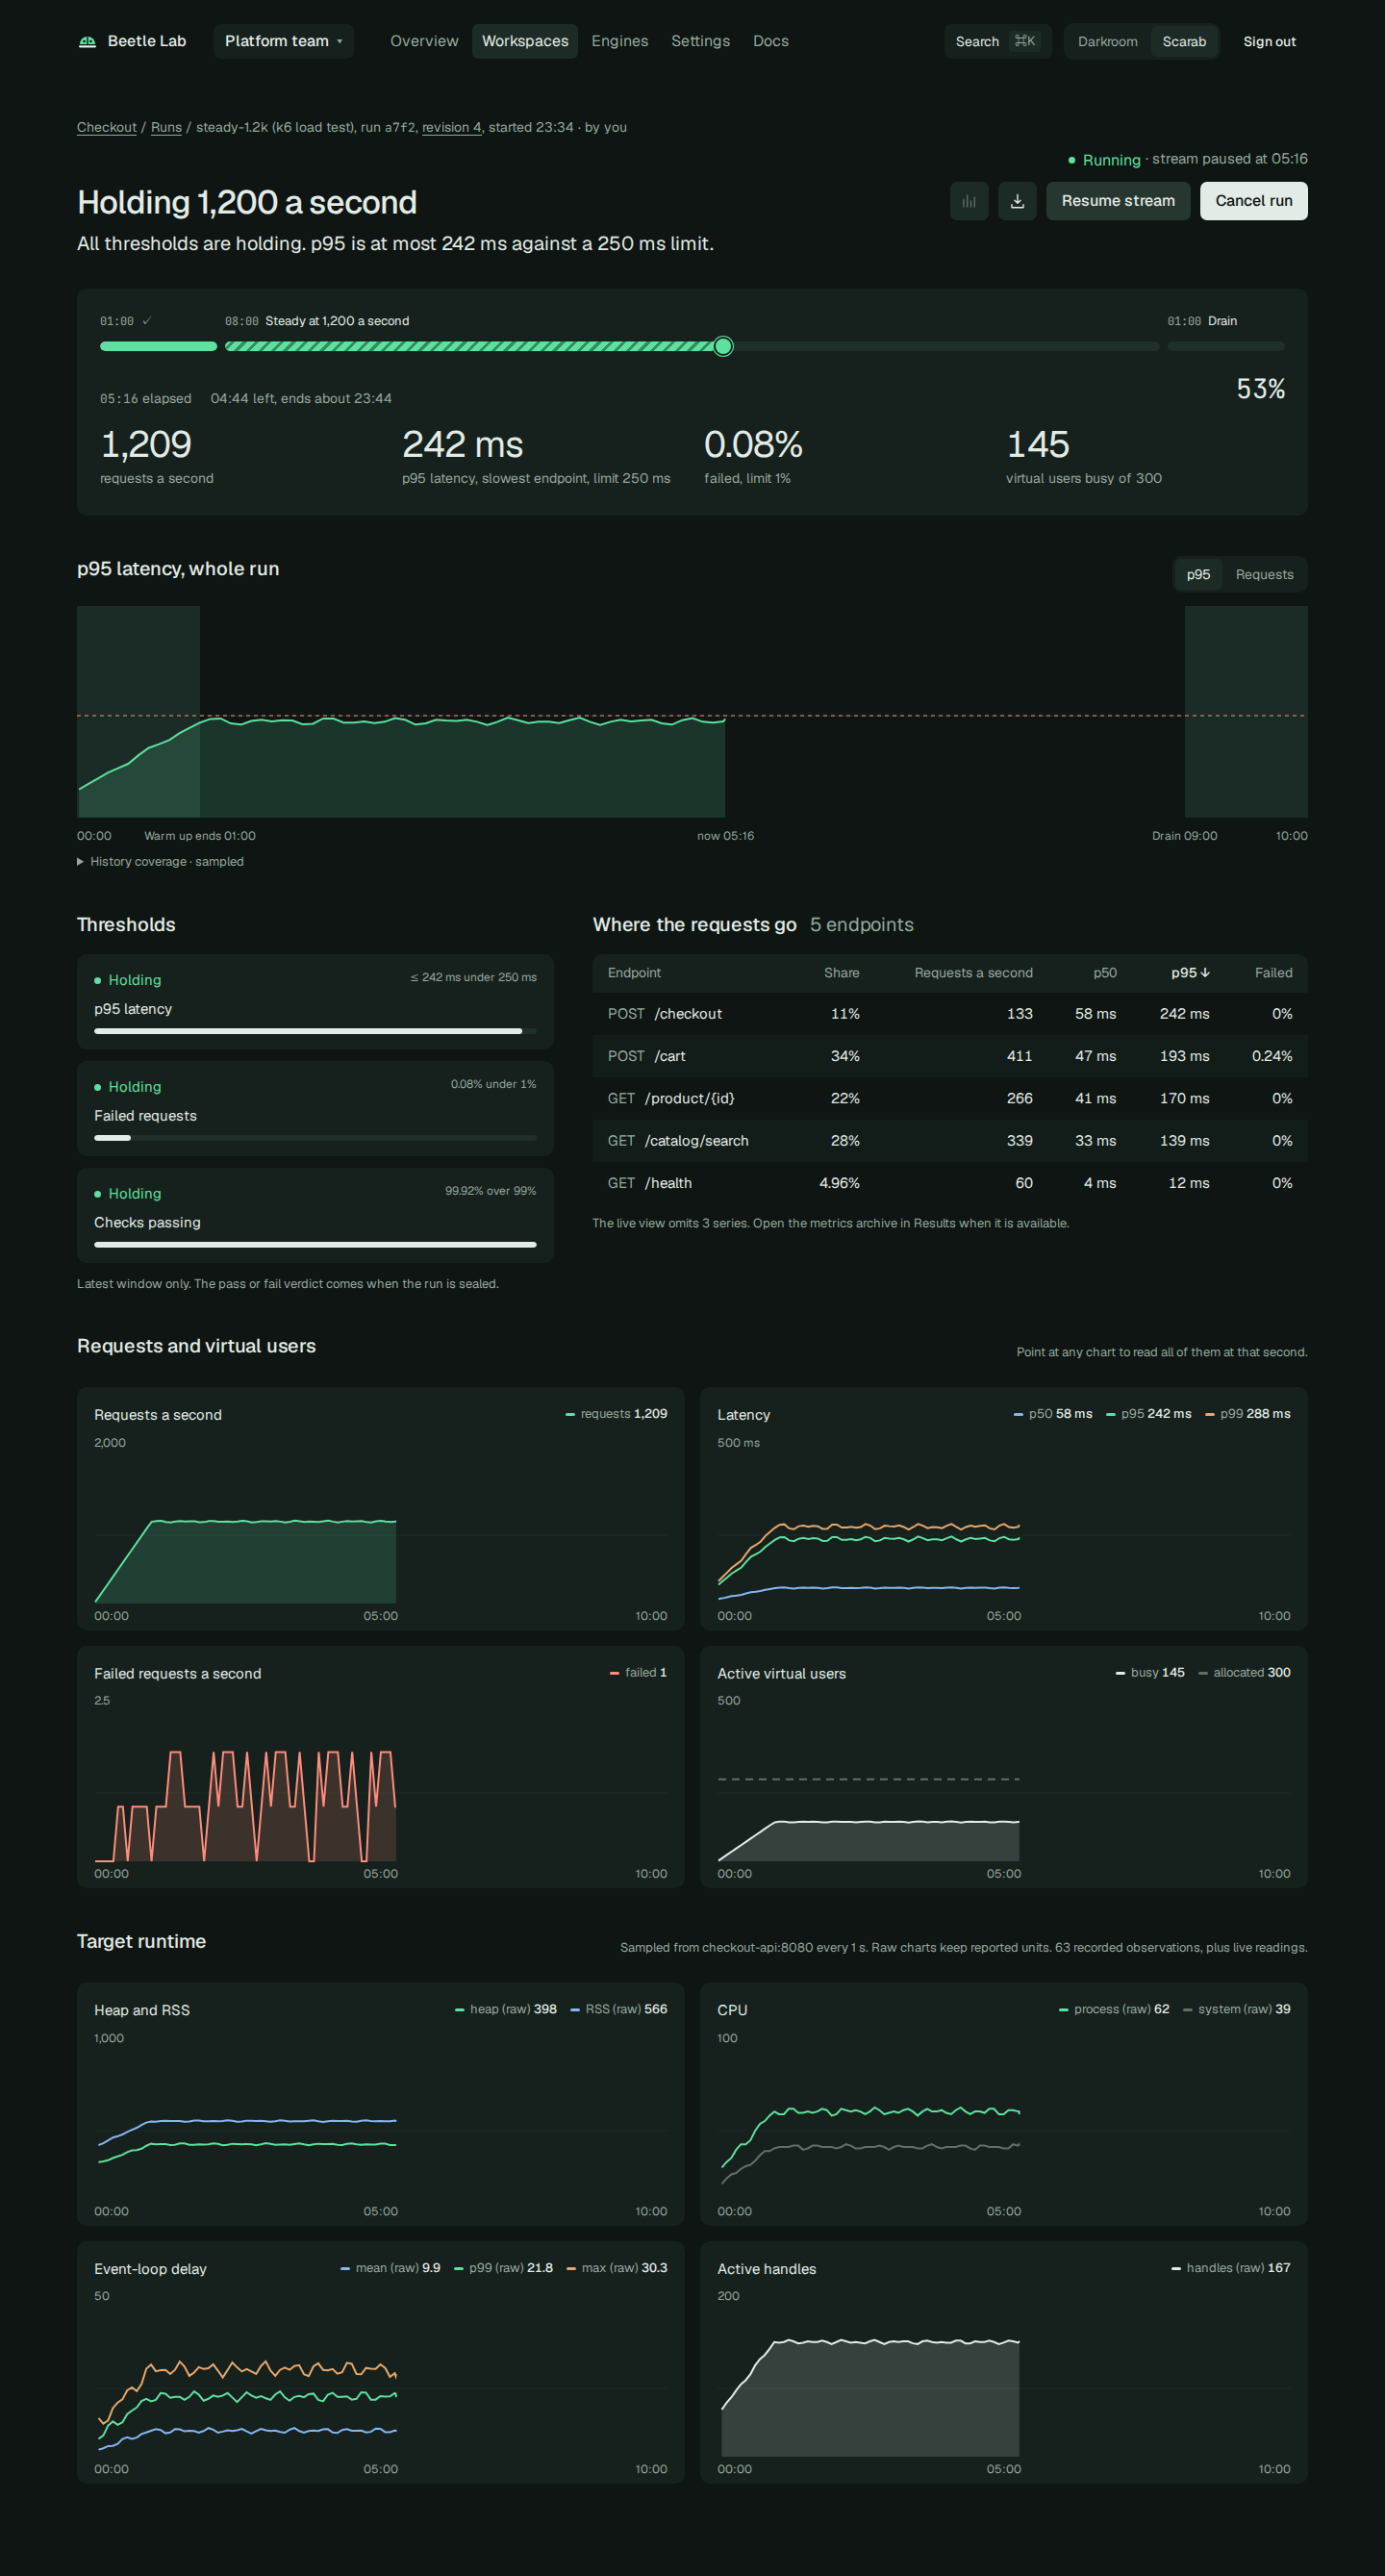 Beetle Lab Platform team ▾ Overview Workspaces Engines Settings Docs Search ⌘K Darkroom Scarab Sign out
Checkout / Runs / steady-1.2k (k6 load test), run a7f2, revision 4, started 23:34 · by you
Running · stream paused at 05:16
Holding 1,200 a second
Resume stream Cancel run
All thresholds are holding. p95 is at most 242 ms against a 250 ms limit.
01:00 ✓ 08:00 Steady at 1,200 a second 01:00 Drain
05:16 elapsed 04:44 left, ends about 23:44 53%
1,209 242 ms 0.08% 145
requests a second p95 latency, slowest endpoint, limit 250 ms failed, limit 1% virtual users busy of 300
p95 latency, whole run p95 Requests
00:00 Warm up ends 01:00 now 05:16 Drain 09:00 10:00
▶ History coverage · sampled
Thresholds
Holding ≤ 242 ms under 250 ms
p95 latency
Holding 0.08% under 1%
Failed requests
Holding 99.92% over 99%
Checks passing
Latest window only. The pass or fail verdict comes when the run is sealed.
Where the requests go 5 endpoints
Endpoint Share Requests a second p50 p95 ↓ Failed
POST /checkout 11% 133 58 ms 242 ms 0%
POST /cart 34% 411 47 ms 193 ms 0.24%
GET /product/{id} 22% 266 41 ms 170 ms 0%
GET /catalog/search 28% 339 33 ms 139 ms 0%
GET /health 4.96% 60 4 ms 12 ms 0%
The live view omits 3 series. Open the metrics archive in Results when it is available.
Requests and virtual users Point at any chart to read all of them at that second.
Requests a second requests 1,209
2,000
00:00 05:00 10:00
Latency p50 58 ms p95 242 ms p99 288 ms
500 ms
00:00 05:00 10:00
Failed requests a second failed 1
2.5
00:00 05:00 10:00
Active virtual users busy 145 allocated 300
500
00:00 05:00 10:00
Target runtime Sampled from checkout-api:8080 every 1 s. Raw charts keep reported units. 63 recorded observations, plus live readings.
Heap and RSS heap (raw) 398 RSS (raw) 566
1,000
00:00 05:00 10:00
CPU process (raw) 62 system (raw) 39
100
00:00 05:00 10:00
Event-loop delay mean (raw) 9.9 p99 (raw) 21.8 max (raw) 30.3
50
00:00 05:00 10:00
Active handles handles (raw) 167
200
00:00 05:00 10:00